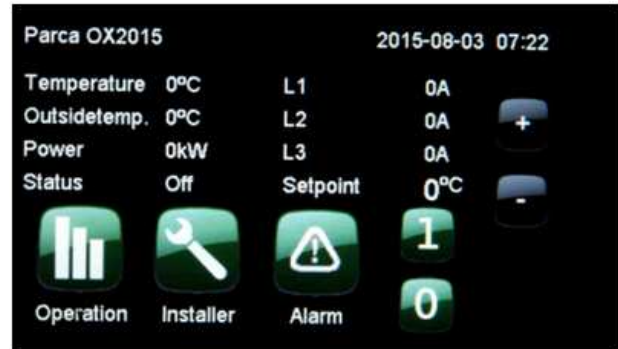 Parca OX2015 2015-08-03 07:22
Temperature 0ºC L1 0A
Outsidetemp. 0ºC L2 0A +
Power 0kW L3 0A
Status Off Setpoint 0ºC -
1
Operation Installer Alarm 0